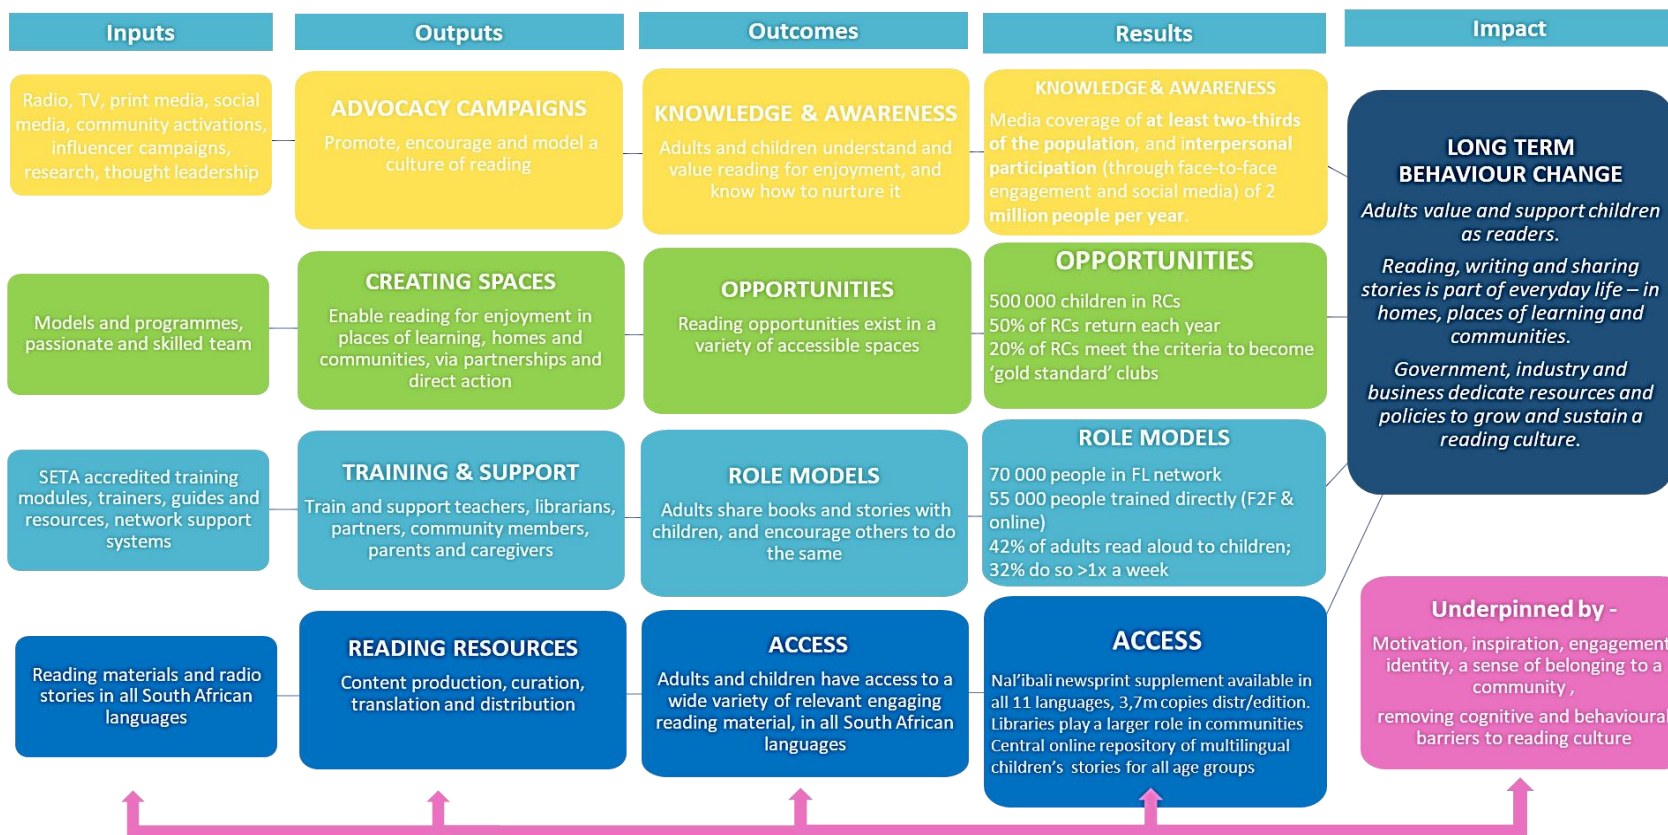 Inputs
Outputs
Outcomes
Results
Impact
Radio, TV, print media, social
media, community activations,
influencer campaigns,
research, thought leadership
ADVOCACY CAMPAIGNS
Promote, encourage and model a
culture of reading
KNOWLEDGE & AWARENESS
Adults and children understand and
value reading for enjoyment, and
know how to nurture it
KNOWLEDGE & AWARENESS
Media coverage of at least two-thirds
of the population, and interpersonal
participation (through face-to-face
engagement and social media) of 2
million people per year.
Models and programmes,
passionate and skilled team
CREATING SPACES
Enable reading for enjoyment in
places of learning, homes and
communities, via partnerships and
direct action
OPPORTUNITIES
Reading opportunities exist in a
variety of accessible spaces
OPPORTUNITIES
500 000 children in RCs
50% of RCs return each year
20% of RCs meet the criteria to become
‘gold standard’ clubs
SETA accredited training
modules, trainers, guides and
resources, network support
systems
TRAINING & SUPPORT
Train and support teachers, librarians,
partners, community members,
parents and caregivers
ROLE MODELS
Adults share books and stories with
children, and encourage others to do
the same
ROLE MODELS
70 000 people in FL network
55 000 people trained directly (F2F &
online)
42% of adults read aloud to children;
32% do so >1x a week
Reading materials and radio
stories in all South African
languages
READING RESOURCES
Content production, curation,
translation and distribution
ACCESS
Adults and children have access to a
wide variety of relevant engaging
reading material, in all South African
languages
ACCESS
Nal’ibali newsprint supplement available in
all 11 languages, 3,7m copies distr/edition.
Libraries play a larger role in communities
Central online repository of multilingual
children’s stories for all age groups
LONG TERM
BEHAVIOUR CHANGE
Adults value and support children
as readers.
Reading, writing and sharing
stories is part of everyday life – in
homes, places of learning and
communities.
Government, industry and
business dedicate resources and
policies to grow and sustain a
reading culture.
Underpinned by -
Motivation, inspiration, engagement,
identity, a sense of belonging to a
community ,
removing cognitive and behavioural
barriers to reading culture